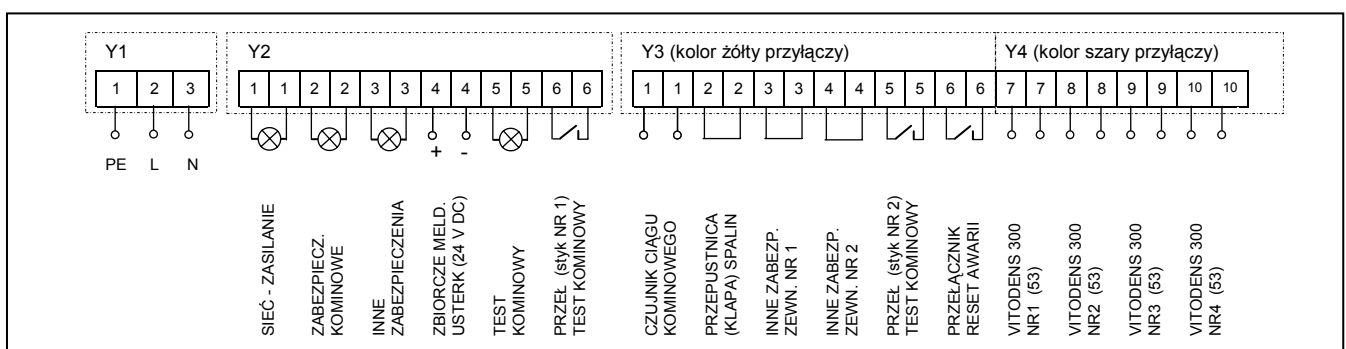 Y1
Y2
Y3 (kolor żółty przyłączy)
Y4 (kolor szary przyłączy)
1 2 3
1 1 2 2 3 3 4 4 5 5 6 6
1 1 2 2 3 3 4 4 5 5 6 6 7 7 8 8 9 9 10 10
+ -
PE L N
SIEĆ - ZASILANIE
ZABEZPIECZ.
KOMINOWE
INNE
ZABEZPIECZENIA
ZBIORCZE MELD.
USTERK (24 V DC)
TEST
KOMINOWY
PRZEŁ (styk NR 1)
TEST KOMINOWY
CZUJNIK CIĄGU
KOMINOWEGO
PRZEPUSTNICA
(KLAPA) SPALIN
INNE ZABEZP.
ZEWN. NR 1
INNE ZABEZP.
ZEWN. NR 2
PRZEŁ (styk NR 2)
TEST KOMINOWY
PRZEŁĄCZNIK
RESET AWARII
VITODENS 300
NR1 (53)
VITODENS 300
NR2 (53)
VITODENS 300
NR3 (53)
VITODENS 300
NR4 (53)